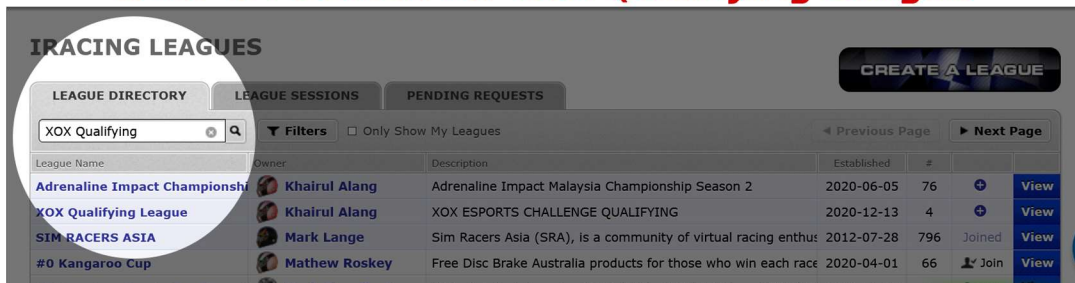 IRACING LEAGUES
CREATE A LEAGUE
LEAGUE DIRECTORY LEAGUE SESSIONS PENDING REQUESTS
XOX Qualifying Filters Only Show My Leagues Previous Page Next Page
League Name Owner Description Established #
Adrenaline Impact Championshi Khairul Alang Adrenaline Impact Malaysia Championship Season 2 2020-06-05 76 View
XOX Qualifying League Khairul Alang XOX ESPORTS CHALLENGE QUALIFYING 2020-12-13 4 View
SIM RACERS ASIA Mark Lange Sim Racers Asia (SRA), is a community of virtual racing enthus 2012-07-28 796 Joined View
#0 Kangaroo Cup Mathew Roskey Free Disc Brake Australia products for those who win each race 2020-04-01 66 Join View